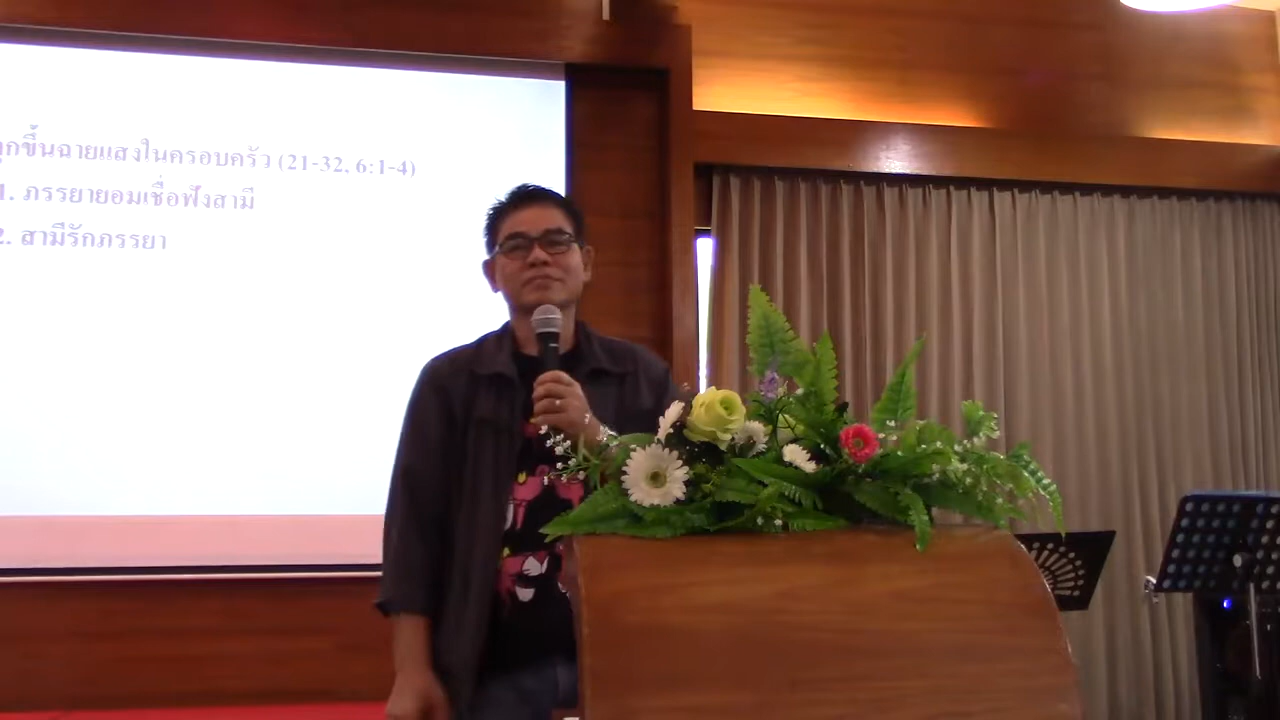 ลุกขึ้นฉายแสงในครอบครัว (21-32, 6:1-4)
1. ภรรยายอมเชื่อฟังสามี
2. สามีรักภรรยา